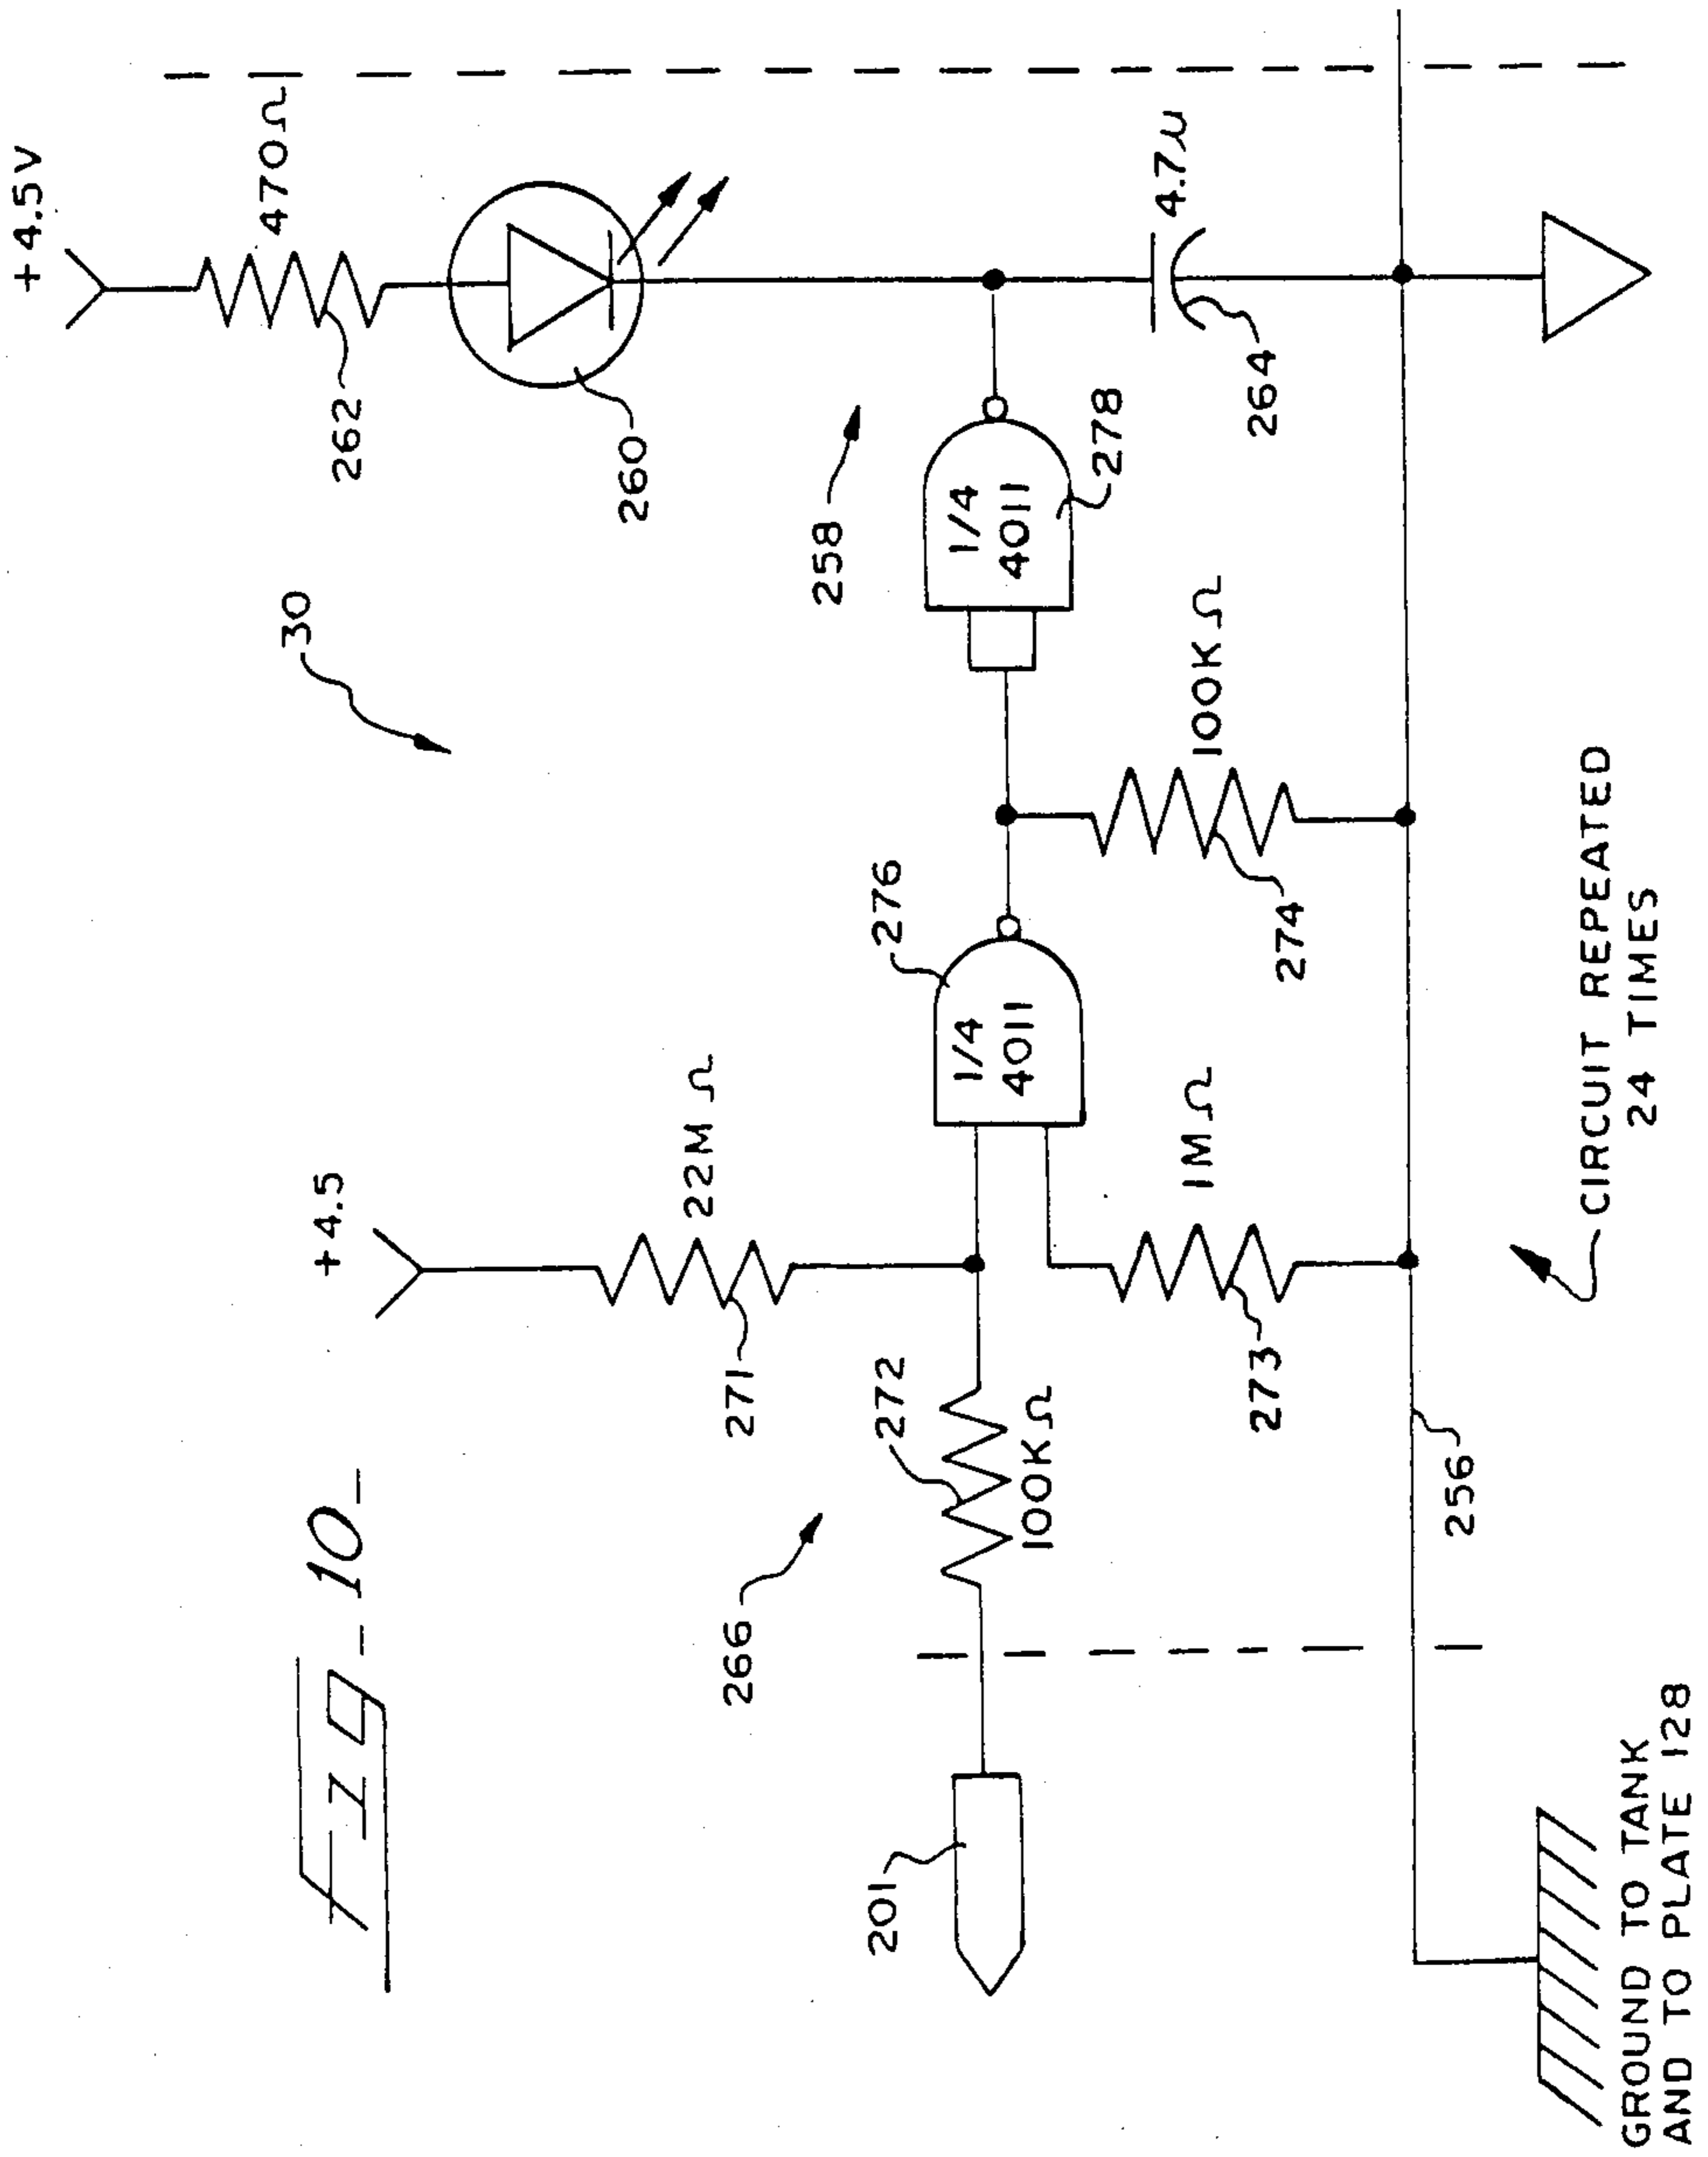 Fig-10-
+4.5V
470Ω
262
260
30
258
1/4
4011
278
4.7μ
264
+4.5
22MΩ
271
276
1/4
4011
100KΩ
274
266
272
100KΩ
1MΩ
273
201
256
CIRCUIT REPEATED
24 TIMES
GROUND TO TANK
AND TO PLATE 128